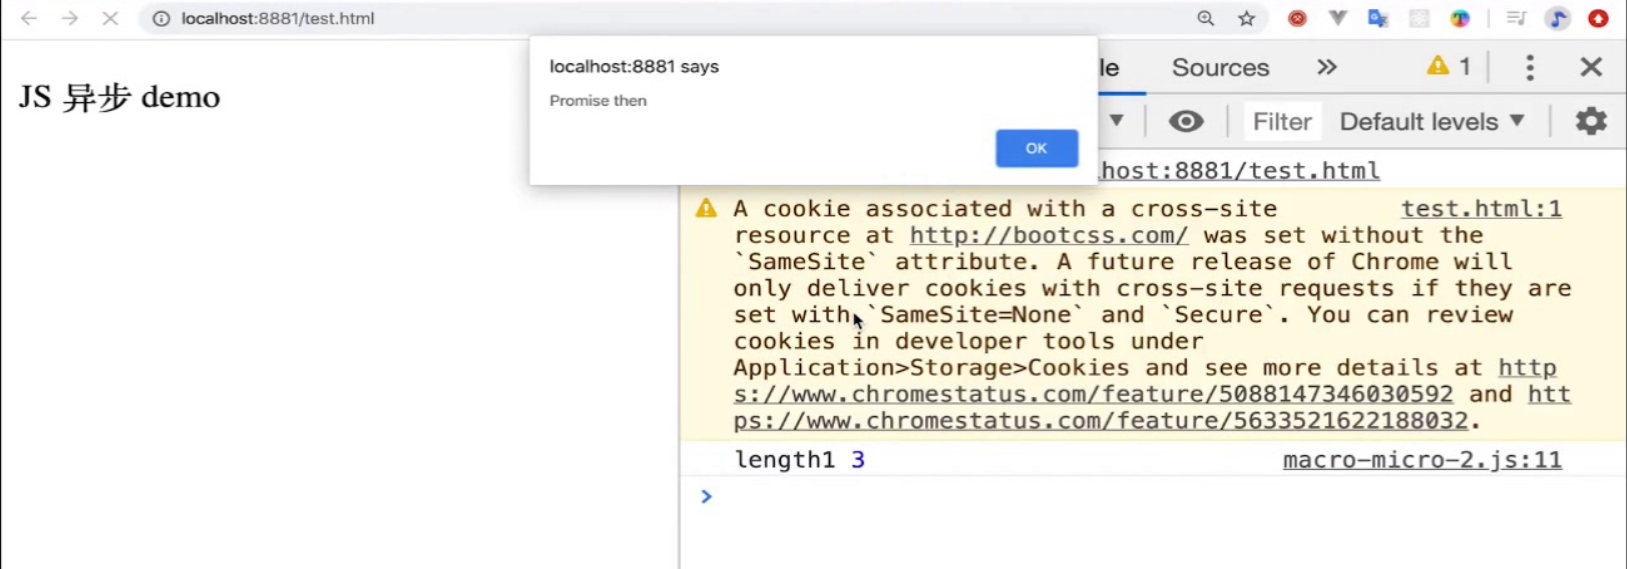 localhost:8881/test.html
JS 异步 demo
localhost:8881 says
Promise then
OK
le Sources » 1
Filter Default levels ▼
host:8881/test.html
A cookie associated with a cross-site test.html:1
resource at http://bootcss.com/ was set without the
`SameSite` attribute. A future release of Chrome will
only deliver cookies with cross-site requests if they are
set with `SameSite=None` and `Secure`. You can review
cookies in developer tools under
Application>Storage>Cookies and see more details at http
s://www.chromestatus.com/feature/5088147346030592 and htt
ps://www.chromestatus.com/feature/5633521622188032.
length1 3 macro-micro-2.js:11